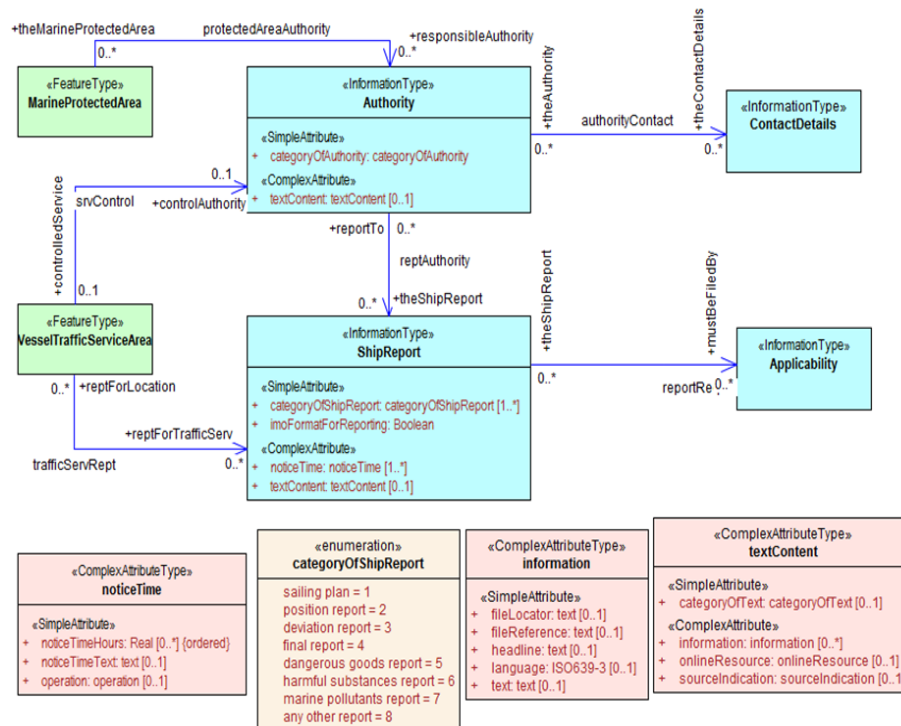 +theMarineProtectedArea
protectedAreaAuthority
0..*
0..*
+responsibleAuthority
«FeatureType»
MarineProtectedArea
«InformationType»
Authority
«SimpleAttribute»
+ categoryOfAuthority: categoryOfAuthority
«ComplexAttribute»
+ textContent: textContent [0..1]
+theAuthority
0..*
authorityContact
+theContactDetails
0..*
«InformationType»
ContactDetails
0..1
srvControl
+controlAuthority
+controlledService
0..1
+reportTo
0..*
reptAuthority
0..*
+theShipReport
«FeatureType»
VesselTrafficServiceArea
0..*
+reptForLocation
+reptForTrafficServ
trafficServRept
0..*
«InformationType»
ShipReport
«SimpleAttribute»
+ categoryOfShipReport: categoryOfShipReport [1..*]
+ imoFormatForReporting: Boolean
«ComplexAttribute»
+ noticeTime: noticeTime [1..*]
+ textContent: textContent [0..1]
+theShipReport
0..*
+mustBeFiledBy
reportRe
0..*
«InformationType»
Applicability
«ComplexAttributeType»
noticeTime
«SimpleAttribute»
+ noticeTimeHours: Real [0..*] {ordered}
+ noticeTimeText: text [0..1]
+ operation: operation [0..1]
«enumeration»
categoryOfShipReport
sailing plan = 1
position report = 2
deviation report = 3
final report = 4
dangerous goods report = 5
harmful substances report = 6
marine pollutants report = 7
any other report = 8
«ComplexAttributeType»
information
«SimpleAttribute»
+ fileLocator: text [0..1]
+ fileReference: text [0..1]
+ headline: text [0..1]
+ language: ISO639-3 [0..1]
+ text: text [0..1]
«ComplexAttributeType»
textContent
«SimpleAttribute»
+ categoryOfText: categoryOfText [0..1]
«ComplexAttribute»
+ information: information [0..*]
+ onlineResource: onlineResource [0..1]
+ sourceIndication: sourceIndication [0..1]